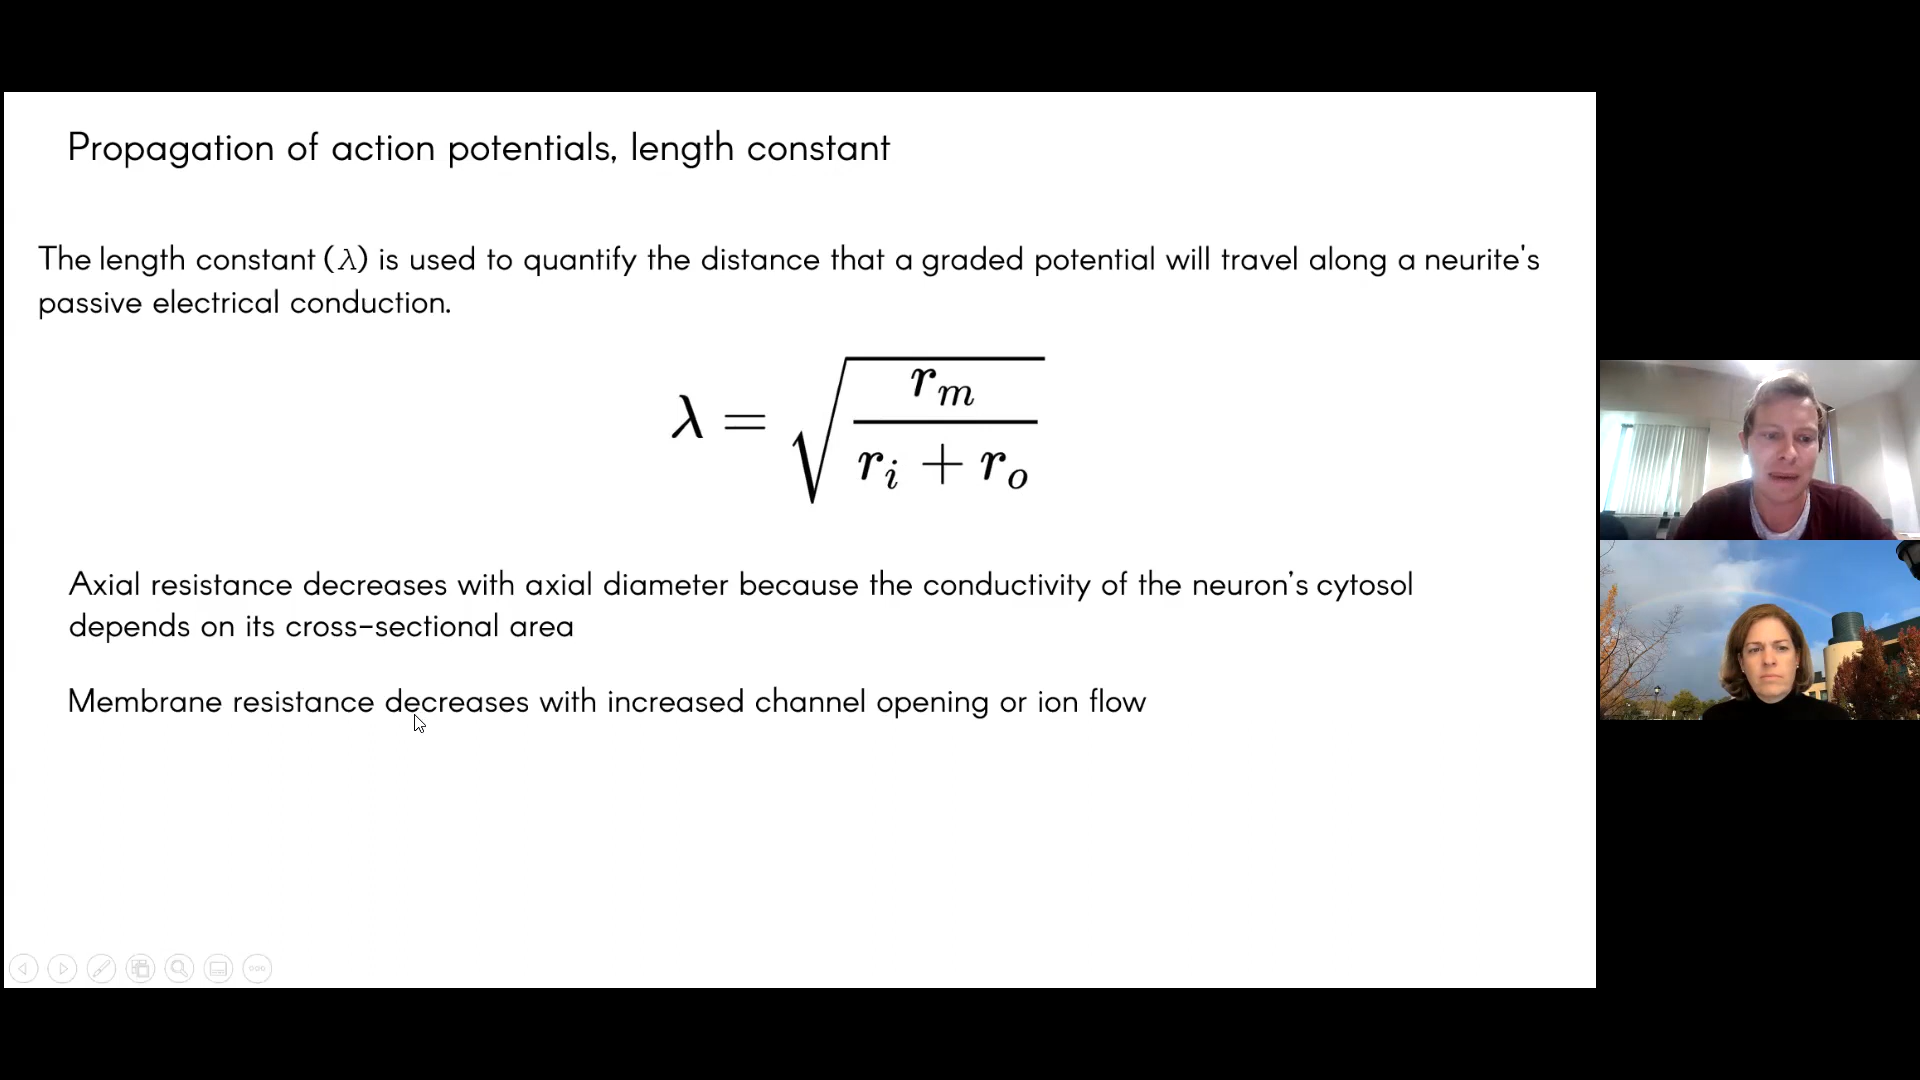 Propagation of action potentials, length constant
The length constant (λ) is used to quantify the distance that a graded potential will travel along a neurite's
passive electrical conduction.
λ = √(r_m / (r_i + r_o))
Axial resistance decreases with axial diameter because the conductivity of the neuron’s cytosol
depends on its cross-sectional area
Membrane resistance decreases with increased channel opening or ion flow